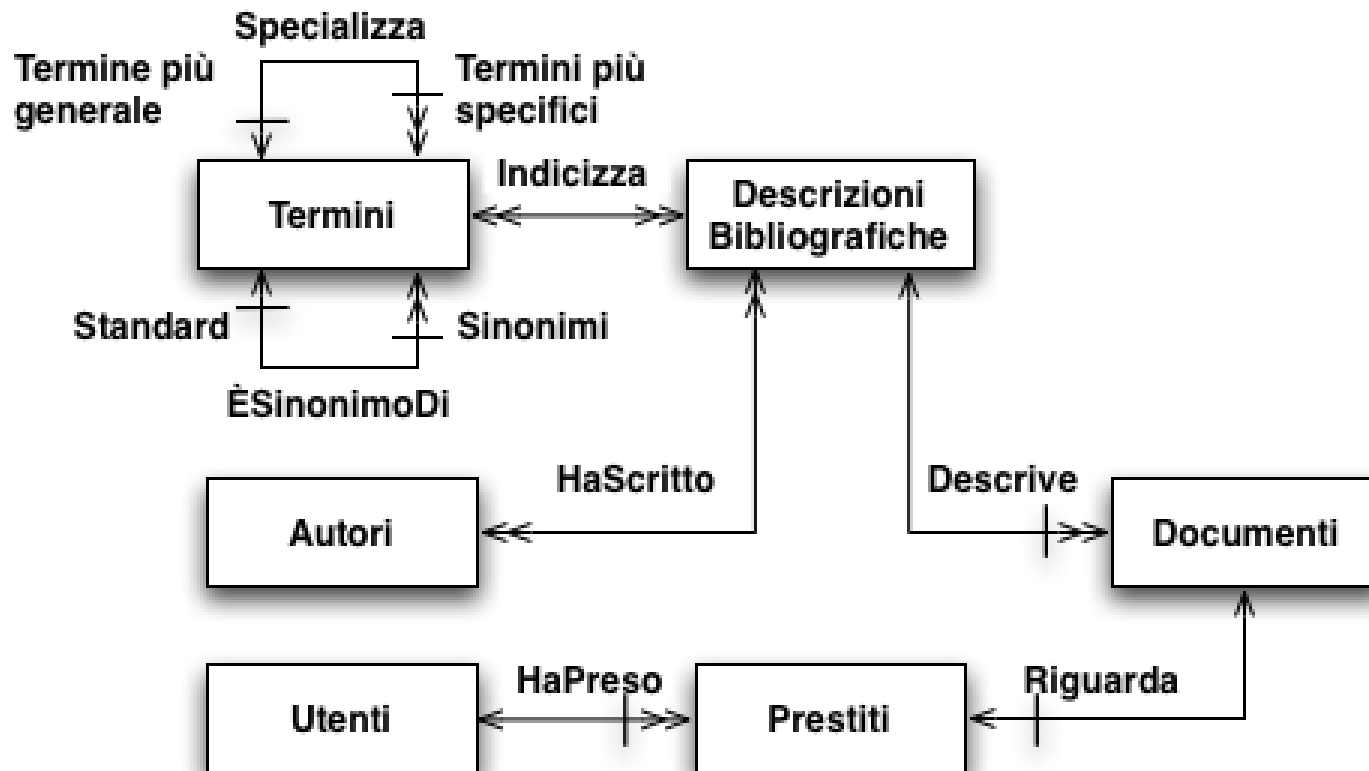 Specializza
Termine più
generale
Termini più
specifici
Indicizza
Termini
Descrizioni
Bibliografiche
Standard
Sinonimi
ÈSinonimoDi
HaScritto
Descrive
Autori
Documenti
HaPreso
Riguarda
Utenti
Prestiti